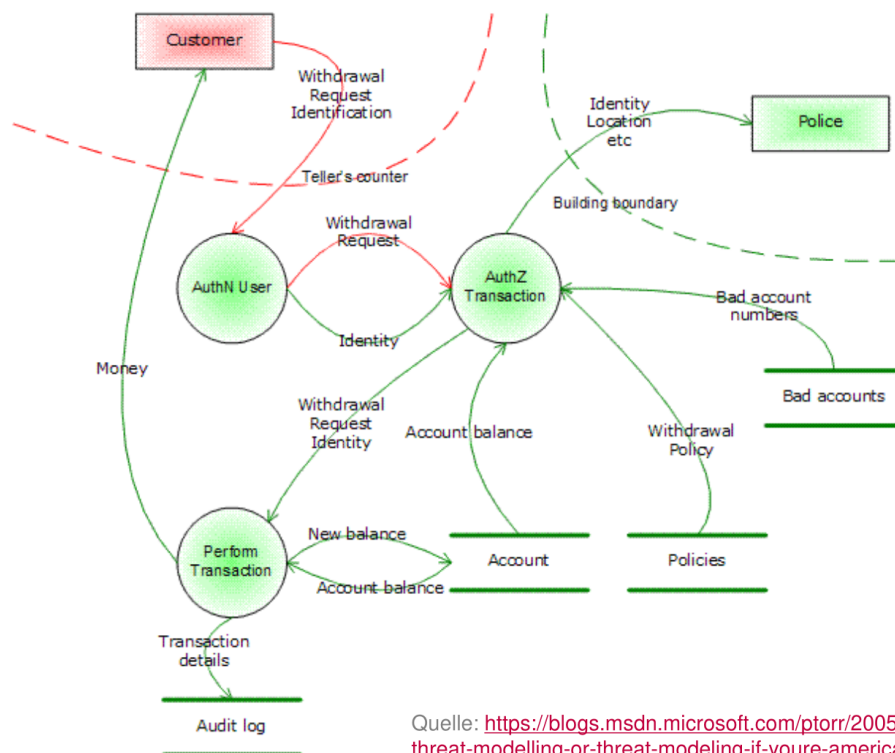 Customer
Withdrawal
Request
Identification
Identity
Location
etc
Police
Teller's counter
Building boundary
Withdrawal
Request
AuthN User
AuthZ
Transaction
Identity
Bad account
numbers
Money
Bad accounts
Withdrawal
Request
Identity
Account balance
Withdrawal
Policy
New balance
Perform
Transaction
Account
Policies
Account balance
Transaction
details
Audit log
Quelle: https://blogs.msdn.microsoft.com/ptorr/2005
threat-modelling-or-threat-modeling-if-youre-america